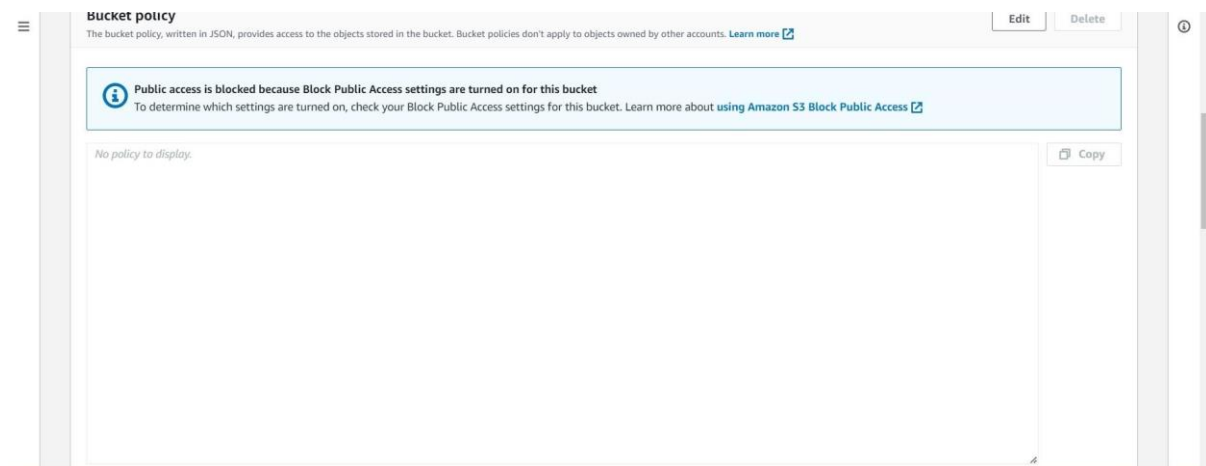 Bucket policy
Edit
Delete
The bucket policy, written in JSON, provides access to the objects stored in the bucket. Bucket policies don't apply to objects owned by other accounts. Learn more
Public access is blocked because Block Public Access settings are turned on for this bucket
To determine which settings are turned on, check your Block Public Access settings for this bucket. Learn more about using Amazon S3 Block Public Access
No policy to display.
Copy